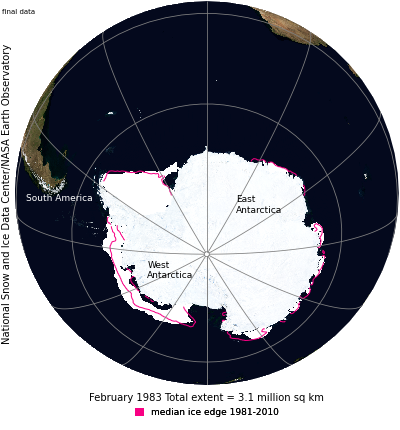 final data
National Snow and Ice Data Center/NASA Earth Observatory
South America
East
Antarctica
West
Antarctica
February 1983 Total extent = 3.1 million sq km
median ice edge 1981-2010